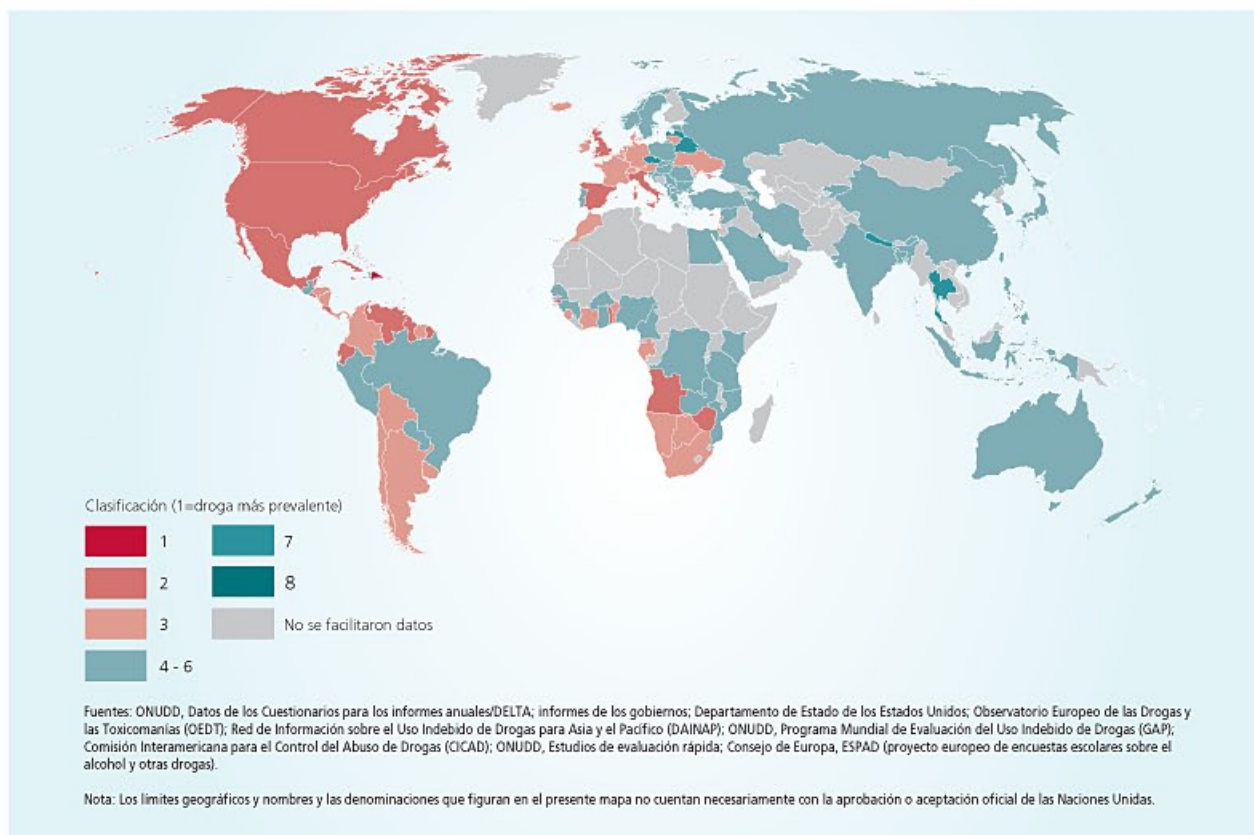 Clasificación (1=droga más prevalente)
1
2
3
4 - 6
7
8
No se facilitaron datos
Fuentes: ONUDD, Datos de los Cuestionarios para los informes anuales/DELTA; informes de los gobiernos; Departamento de Estado de los Estados Unidos; Observatorio Europeo de las Drogas y
las Toxicomanías (OEDT); Red de Información sobre el Uso Indebido de Drogas para Asia y el Pacífico (DAINAP); ONUDD, Programa Mundial de Evaluación del Uso Indebido de Drogas (GAP);
Comisión Interamericana para el Control del Abuso de Drogas (CICAD); ONUDD, Estudios de evaluación rápida; Consejo de Europa, ESPAD (proyecto europeo de encuestas escolares sobre el
alcohol y otras drogas).
Nota: Los límites geográficos y nombres y las denominaciones que figuran en el presente mapa no cuentan necesariamente con la aprobación o aceptación oficial de las Naciones Unidas.